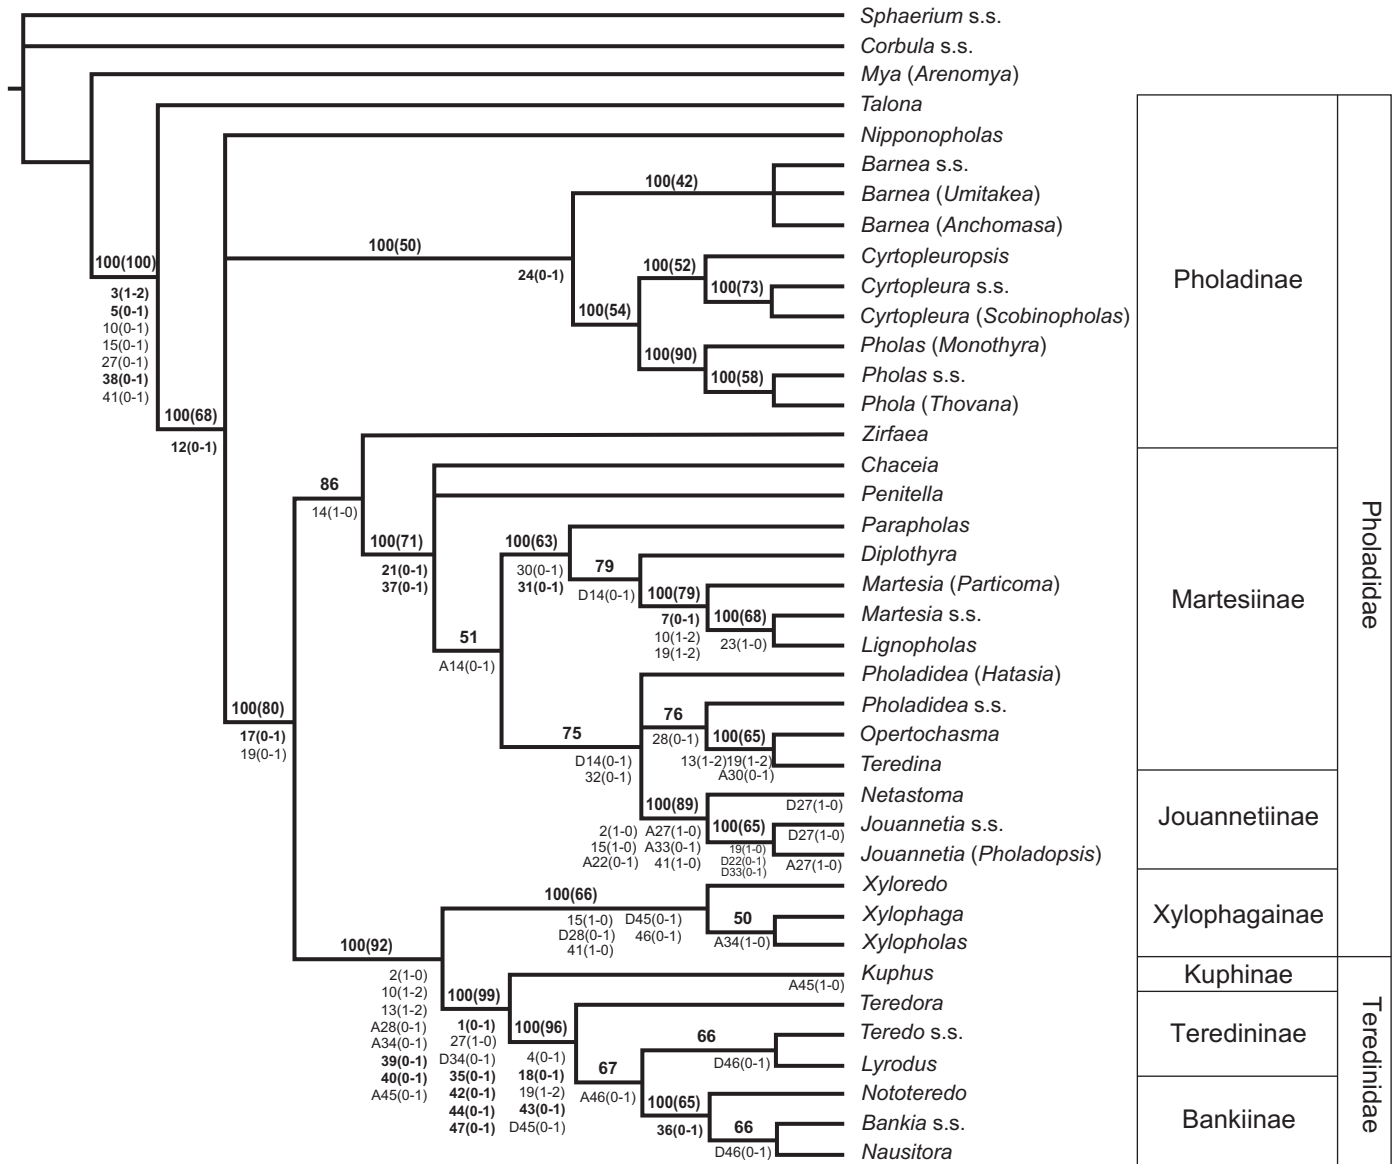 Sphaerium s.s.
Corbula s.s.
Mya (Arenomya)
Talona
Nipponopholas
Barnea s.s.
100(42)
Barnea (Umitakea)
Barnea (Anchomasa)
100(50)
24(0-1)
Cyrtopleuropsis
100(52)
Cyrtopleura s.s.
100(73)
Cyrtopleura (Scobinopholas)
100(54)
Pholas (Monothyra)
100(90)
Pholas s.s.
100(58)
Phola (Thovana)
100(100)
3(1-2)
5(0-1)
10(0-1)
15(0-1)
27(0-1)
38(0-1)
41(0-1)
100(68)
12(0-1)
Zirfaea
86
14(1-0)
Chaceia
Penitella
100(71)
21(0-1)
37(0-1)
Parapholas
100(63)
30(0-1)
31(0-1)
Diplothyra
79
D14(0-1)
Martesia (Particoma)
100(79)
7(0-1)
10(1-2)
19(1-2)
Martesia s.s.
100(68)
23(1-0)
Lignopholas
51
A14(0-1)
Pholadidea (Hatasia)
Pholadidea s.s.
76
28(0-1)
Opertochasma
100(65)
13(1-2)19(1-2)
A30(0-1)
Teredina
75
D14(0-1)
32(0-1)
100(80)
17(0-1)
19(0-1)
Netastoma
D27(1-0)
100(89)
2(1-0) A27(1-0)
15(1-0) A33(0-1)
A22(0-1) 41(1-0)
Jouannetia s.s.
D27(1-0)
100(65)
19(1-0)
D22(0-1)
D33(0-1)
Jouannetia (Pholadopsis)
A27(1-0)
Xyloredo
100(66)
15(1-0) D45(0-1)
D28(0-1) 46(0-1)
41(1-0)
Xylophaga
50
A34(1-0)
Xylopholas
100(92)
2(1-0)
10(1-2)
13(1-2)
A28(0-1)
A34(0-1)
39(0-1)
40(0-1)
A45(0-1)
Kuphus
A45(1-0)
100(99)
1(0-1)
27(1-0)
D34(0-1)
35(0-1)
42(0-1)
44(0-1)
47(0-1)
Teredora
100(96)
4(0-1)
18(0-1)
19(1-2)
43(0-1)
D45(0-1)
Teredo s.s.
66
D46(0-1)
Lyrodus
67
A46(0-1)
Nototeredo
100(65)
36(0-1)
Bankia s.s.
66
D46(0-1)
Nausitora
Pholadinae
Martesiinae
Jouannetiinae
Xylophagainae
Kuphinae
Teredininae
Bankiinae
Pholadidae
Teredinidae